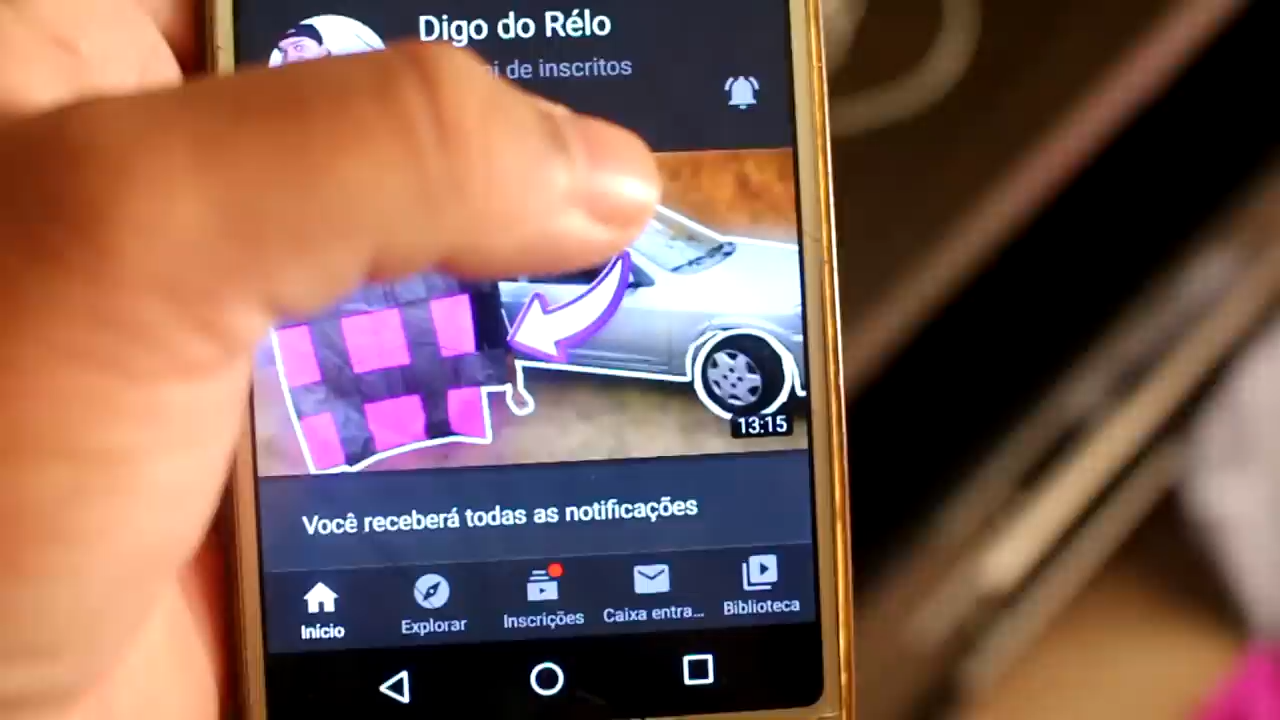 Digo do Rélo
de inscritos
13:15
Você receberá todas as notificações
Início
Explorar
Inscrições
Caixa entra...
Biblioteca